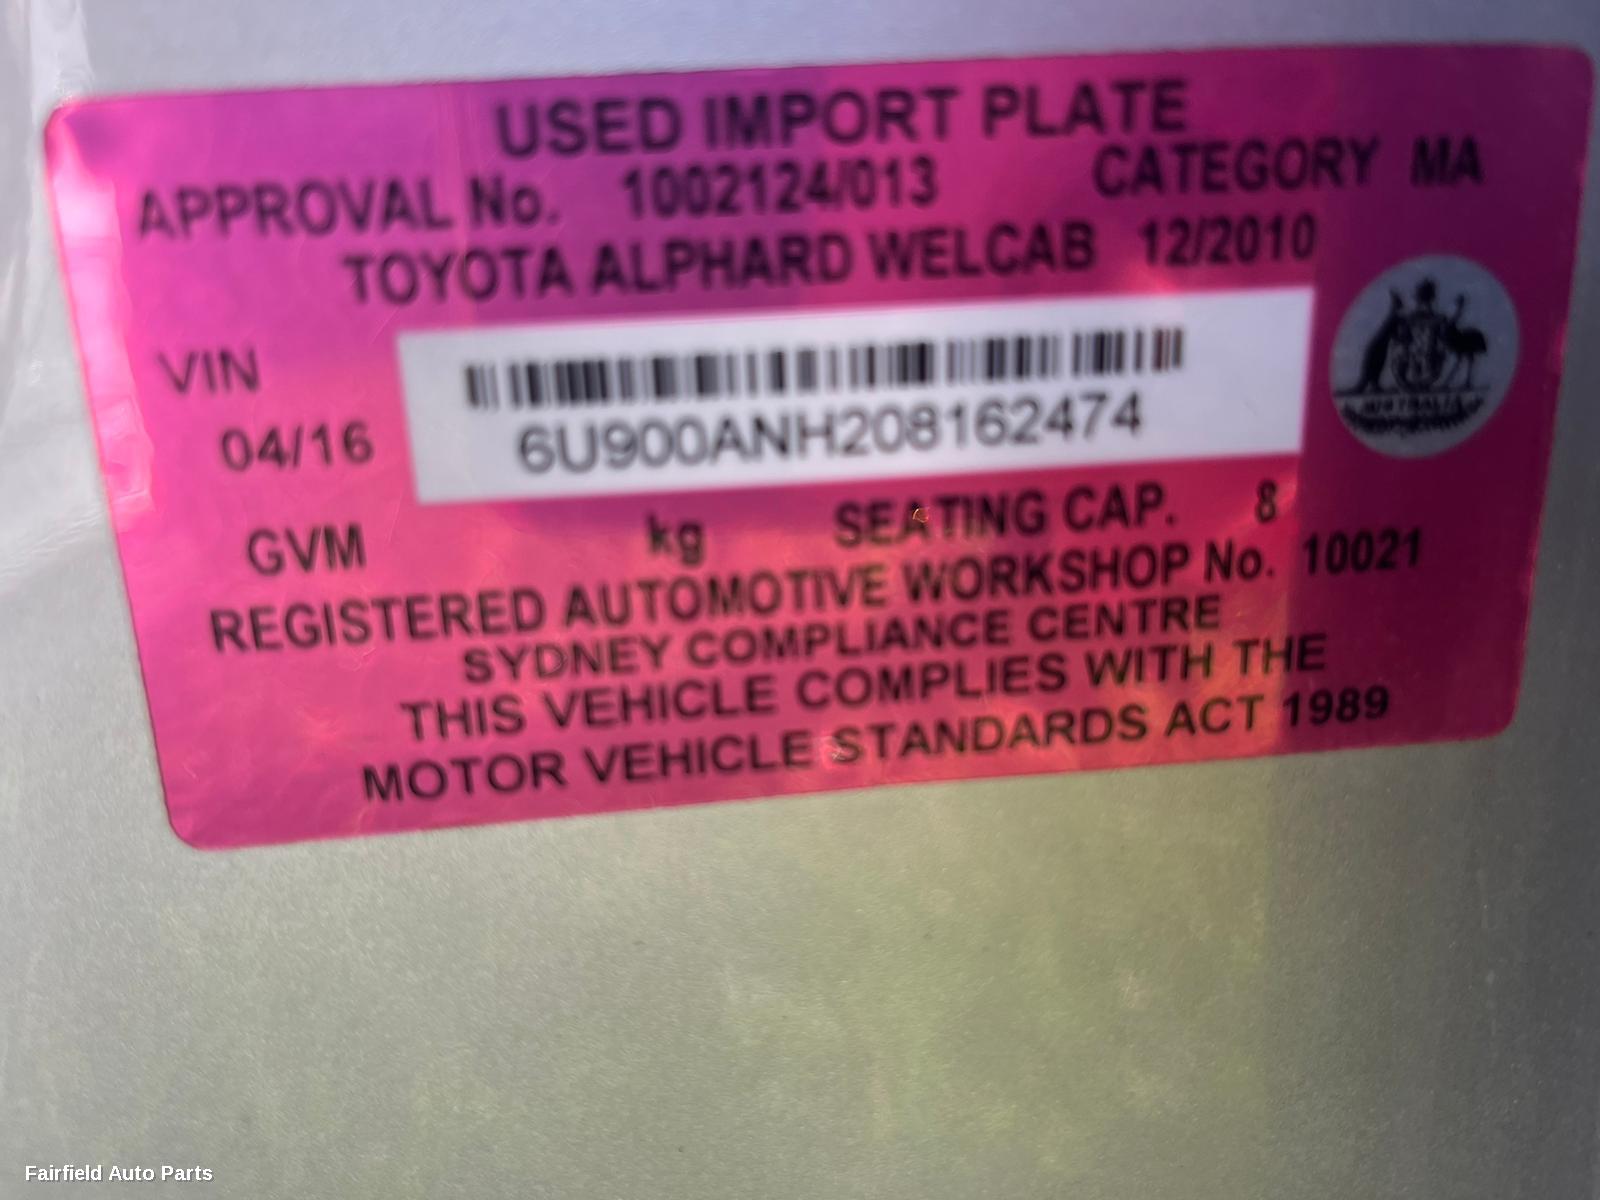 USED IMPORT PLATE
APPROVAL No. 1002124/013 CATEGORY MA
TOYOTA ALPHARD WELCAB 12/2010
VIN
04/16
6U900ANH208162474
AUSTRALIA
GVM kg SEATING CAP. 8
REGISTERED AUTOMOTIVE WORKSHOP No. 10021
SYDNEY COMPLIANCE CENTRE
THIS VEHICLE COMPLIES WITH THE
MOTOR VEHICLE STANDARDS ACT 1989
Fairfield Auto Parts